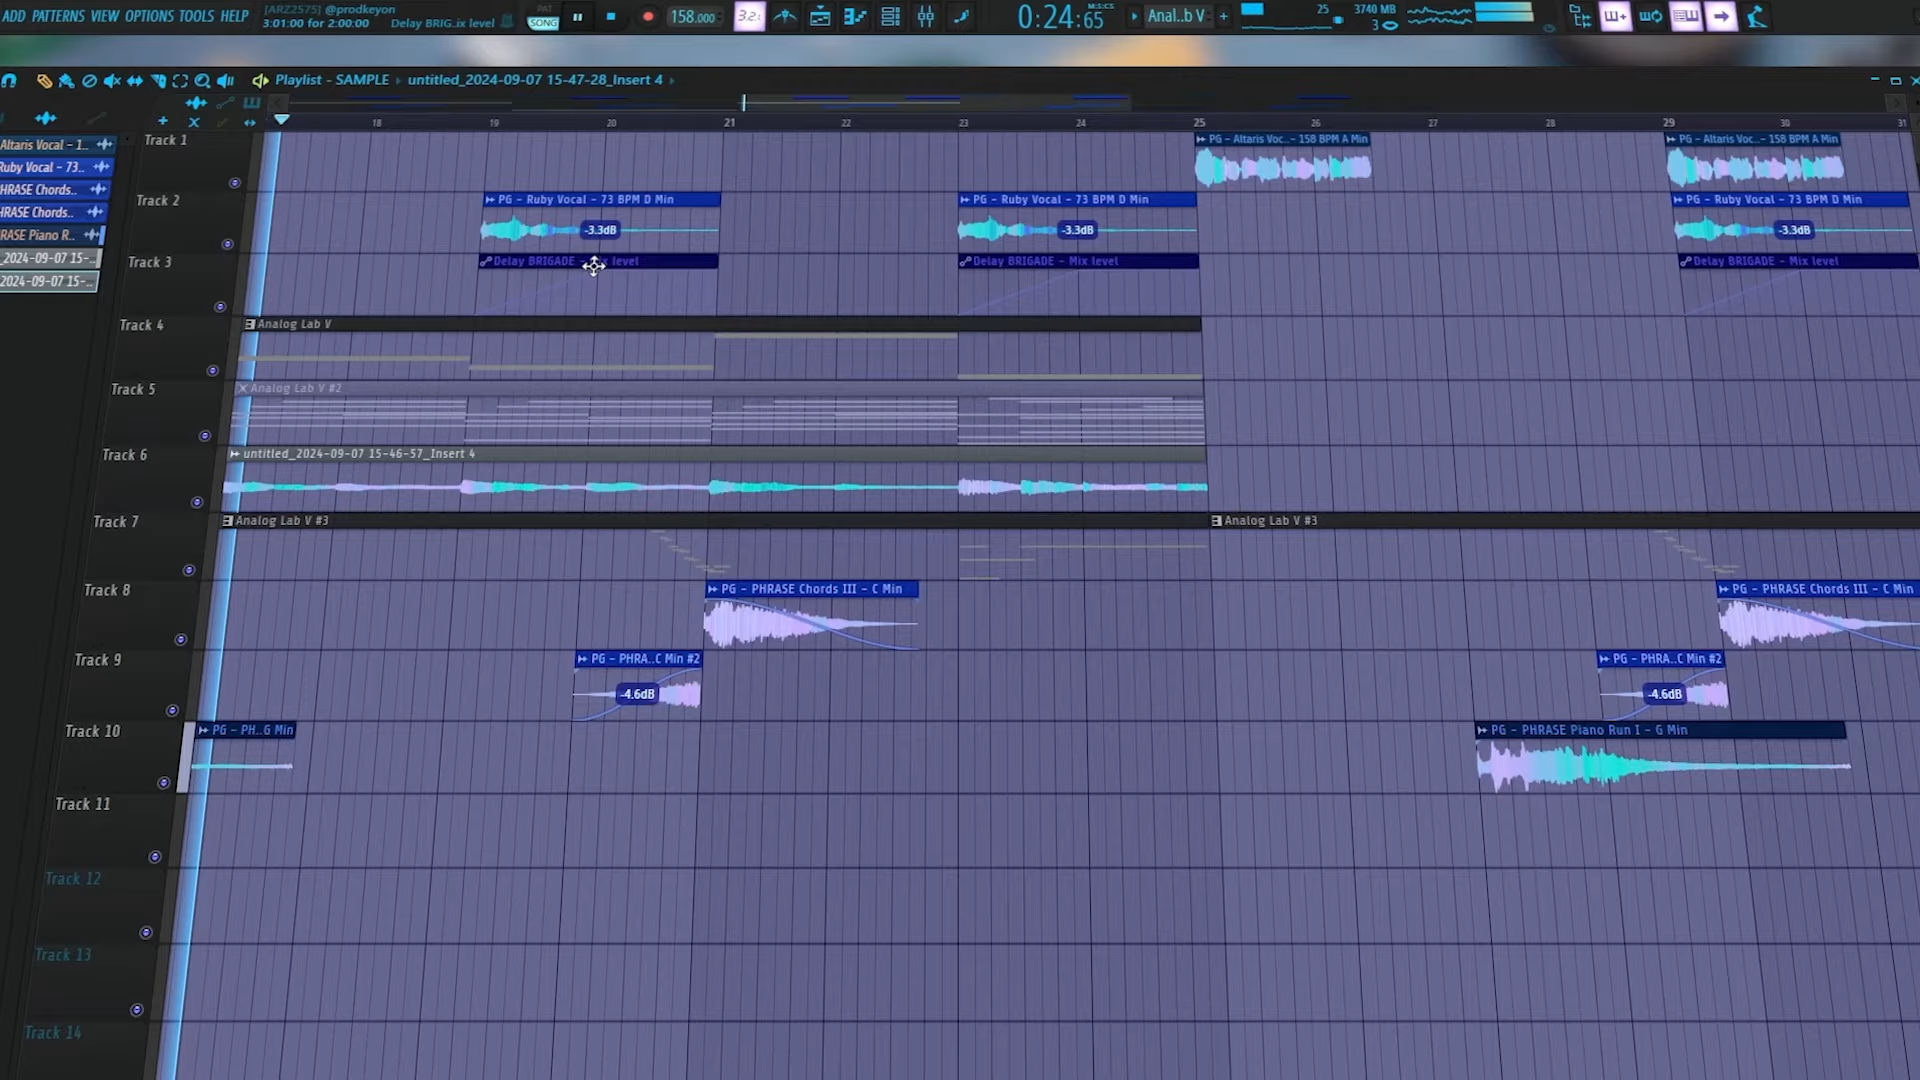 ADD PATTERNS VIEW OPTIONS TOOLS HELP
[ARZ2575] @prodkeyon
3:01:00 for 2:00:00 Delay BRIG.ix level
PAT
SONG
158.000
3.2:
0:24:65
M:S:CS
Anal..b V
25
3740 MB
3
Playlist - SAMPLE untitled_2024-09-07 15-47-28_Insert 4
18 19 20 21 22 23 24 25 26 27 28 29 30 31
Altaris Vocal - 1..
Ruby Vocal - 73..
HRASE Chords..
HRASE Chords..
RASE Piano R..
_2024-09-07 15-..
2024-09-07 15-..
Track 1
PG - Altaris Voc.. - 158 BPM A Min
PG - Altaris Voc.. - 158 BPM A Min
Track 2
PG - Ruby Vocal - 73 BPM D Min
PG - Ruby Vocal - 73 BPM D Min
PG - Ruby Vocal - 73 BPM D Min
-3.3dB
-3.3dB
-3.3dB
Track 3
Delay BRIGADE - Mix level
Delay BRIGADE - Mix level
Track 4
Analog Lab V
Track 5
Analog Lab V #2
Track 6
untitled_2024-09-07 15-46-57_Insert 4
Track 7
Analog Lab V #3
Analog Lab V #3
Track 8
PG - PHRASE Chords III - C Min
PG - PHRASE Chords III - C Min
Track 9
PG - PHRA..C Min #2
PG - PHRA..C Min #2
-4.6dB
-4.6dB
Track 10
PG - PH..G Min
PG - PHRASE Piano Run I - G Min
Track 11
Track 12
Track 13
Track 14